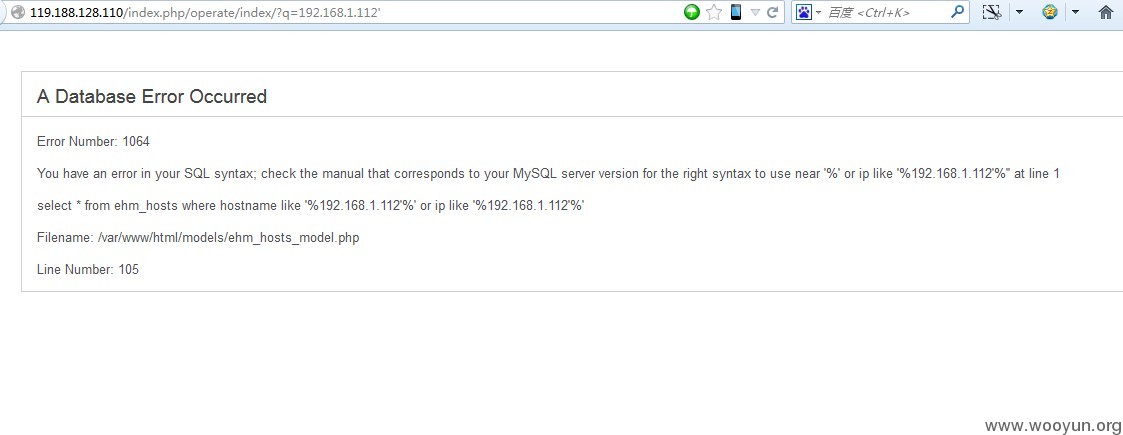 119.188.128.110/index.php/operate/index/?q=192.168.1.112'
百度 <Ctrl+K>
A Database Error Occurred
Error Number: 1064
You have an error in your SQL syntax; check the manual that corresponds to your MySQL server version for the right syntax to use near '%' or ip like '%192.168.1.112'%'' at line 1
select * from ehm_hosts where hostname like '%192.168.1.112'%' or ip like '%192.168.1.112'%'
Filename: /var/www/html/models/ehm_hosts_model.php
Line Number: 105
www.wooyun.org